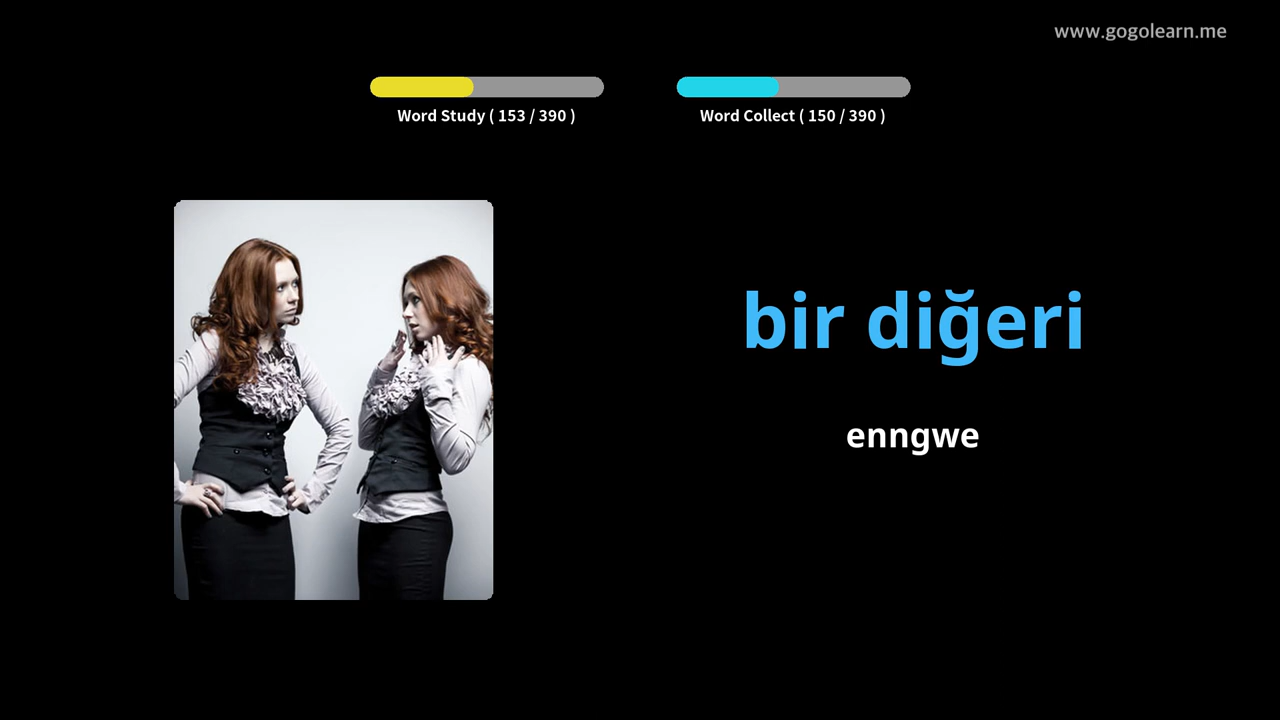 www.gogolearn.me
Word Study ( 153 / 390 )
Word Collect ( 150 / 390 )
bir diğeri
enngwe